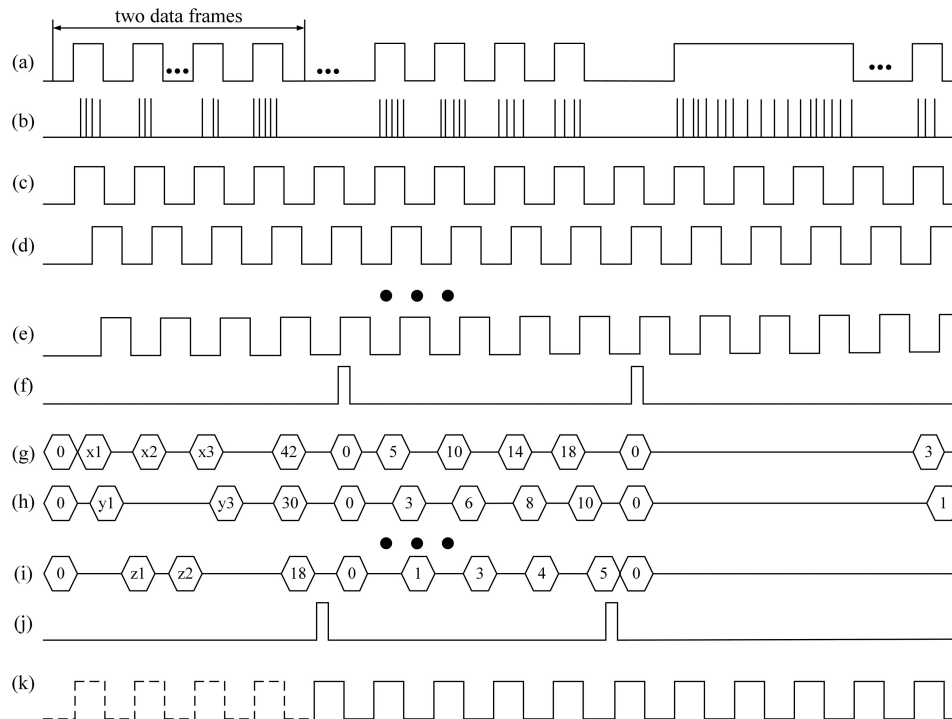 two data frames
(a)
(b)
(c)
(d)
(e)
(f)
(g) 0 x1 x2 x3 42 0 5 10 14 18 0 3
(h) 0 y1 y3 30 0 3 6 8 10 0 1
(i) 0 z1 z2 18 0 1 3 4 5 0
(j)
(k)